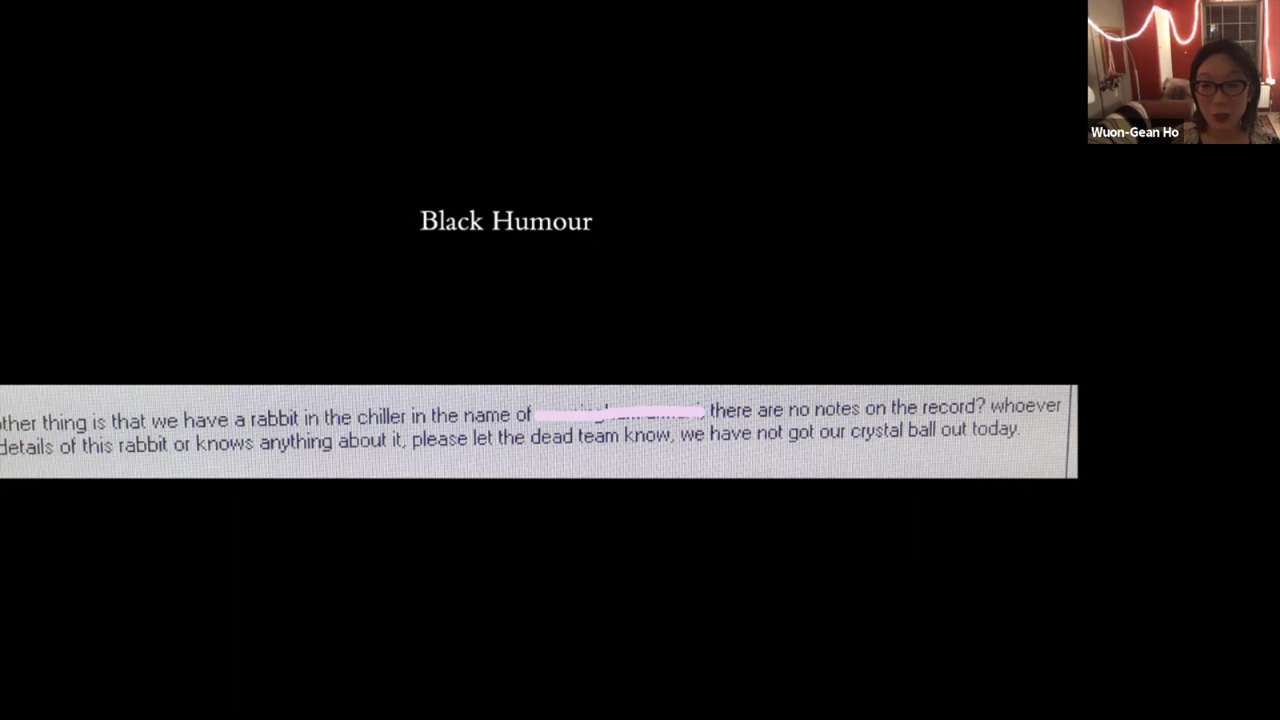 Wuon-Gean Ho
Black Humour
ther thing is that we have a rabbit in the chiller in the name of there are no notes on the record? whoever
details of this rabbit or knows anything about it, please let the dead team know, we have not got our crystal ball out today.